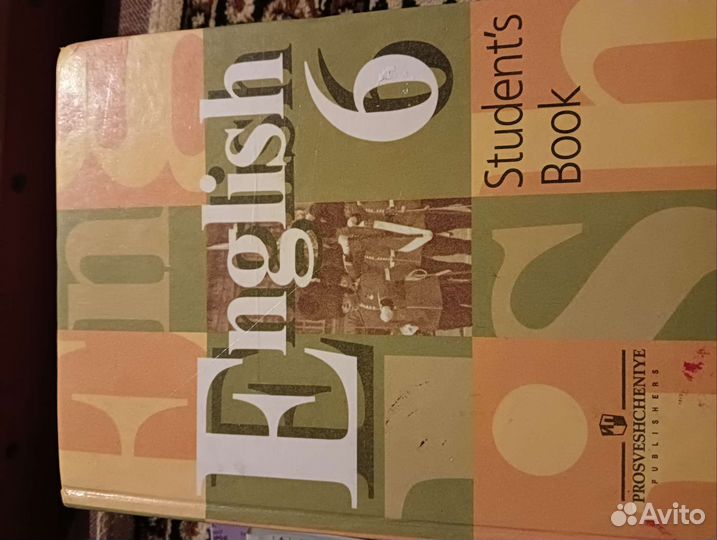 English
6
Student's
Book
PROSVESHCHENIYE
PUBLISHERS
Avito